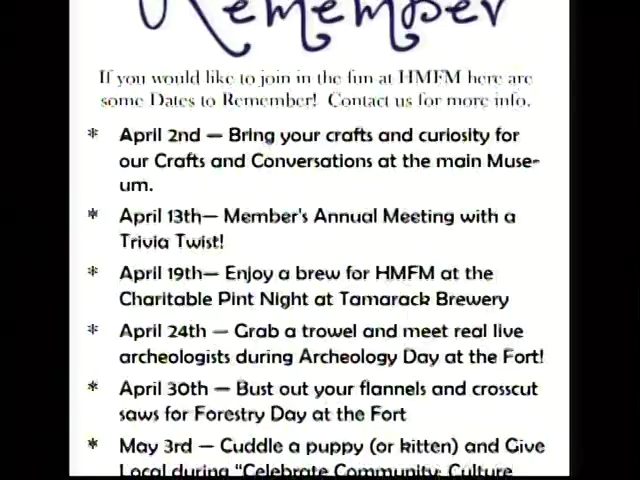 Remember
If you would like to join in the fun at HMFM here are
some Dates to Remember! Contact us for more info.
* April 2nd — Bring your crafts and curiosity for
our Crafts and Conversations at the main Muse-
um.
* April 13th— Member's Annual Meeting with a
Trivia Twist!
* April 19th— Enjoy a brew for HMFM at the
Charitable Pint Night at Tamarack Brewery
* April 24th — Grab a trowel and meet real live
archeologists during Archeology Day at the Fort!
* April 30th — Bust out your flannels and crosscut
saws for Forestry Day at the Fort
* May 3rd — Cuddle a puppy (or kitten) and Give
Local during "Celebrate Community: Culture